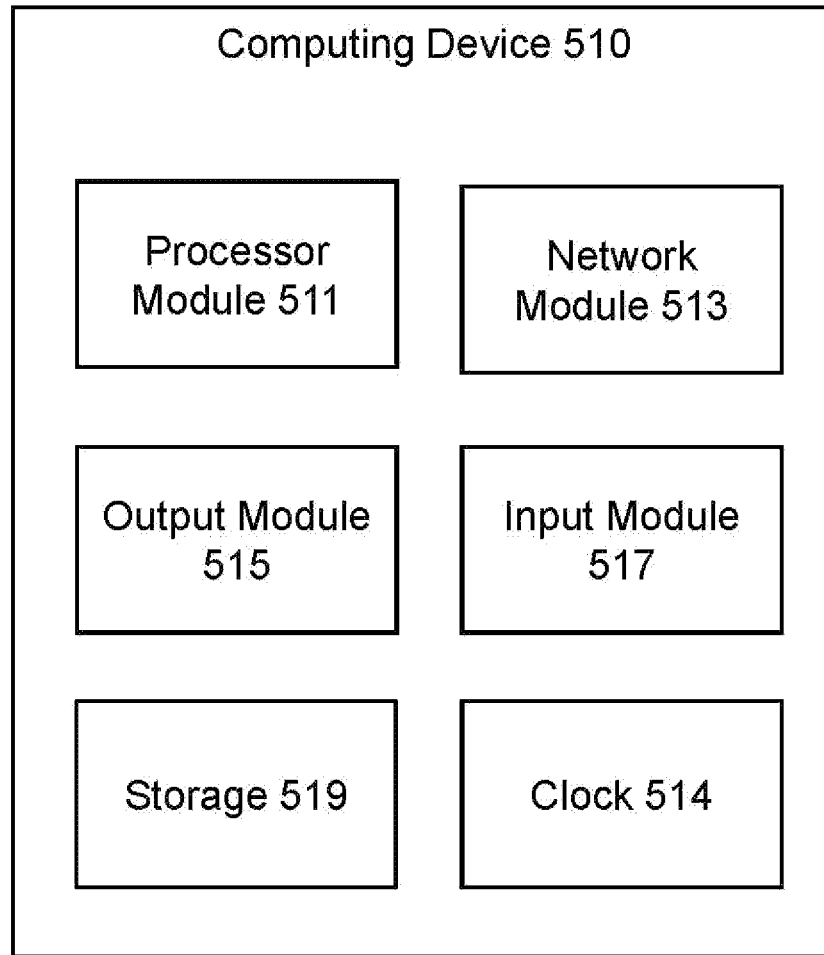 Computing Device 510
Processor
Module 511
Network
Module 513
Output Module
515
Input Module
517
Storage 519
Clock 514